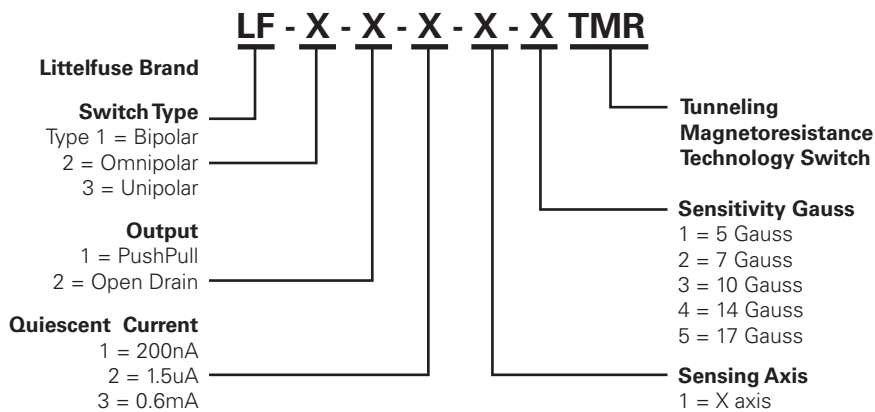 LF - X - X - X - X - X TMR
Littelfuse Brand
Switch Type
Type 1 = Bipolar
2 = Omnipolar
3 = Unipolar
Output
1 = PushPull
2 = Open Drain
Quiescent Current
1 = 200nA
2 = 1.5uA
3 = 0.6mA
Tunneling
Magnetoresistance
Technology Switch
Sensitivity Gauss
1 = 5 Gauss
2 = 7 Gauss
3 = 10 Gauss
4 = 14 Gauss
5 = 17 Gauss
Sensing Axis
1 = X axis